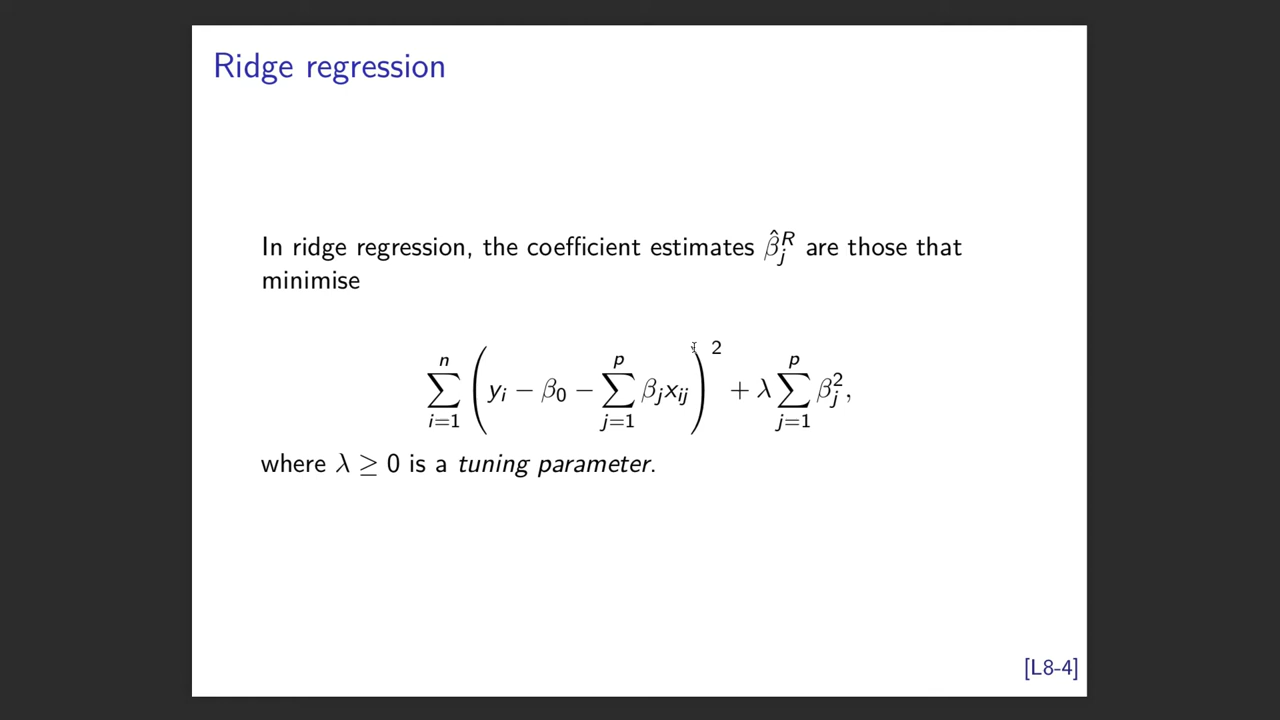 Ridge regression
In ridge regression, the coefficient estimates β̂ⱼᴿ are those that
minimise
∑ᵢ₌₁ⁿ (yᵢ − β₀ − ∑ⱼ₌₁ᵖ βⱼxᵢⱼ)² + λ ∑ⱼ₌₁ᵖ βⱼ²,
where λ ≥ 0 is a tuning parameter.
[L8-4]